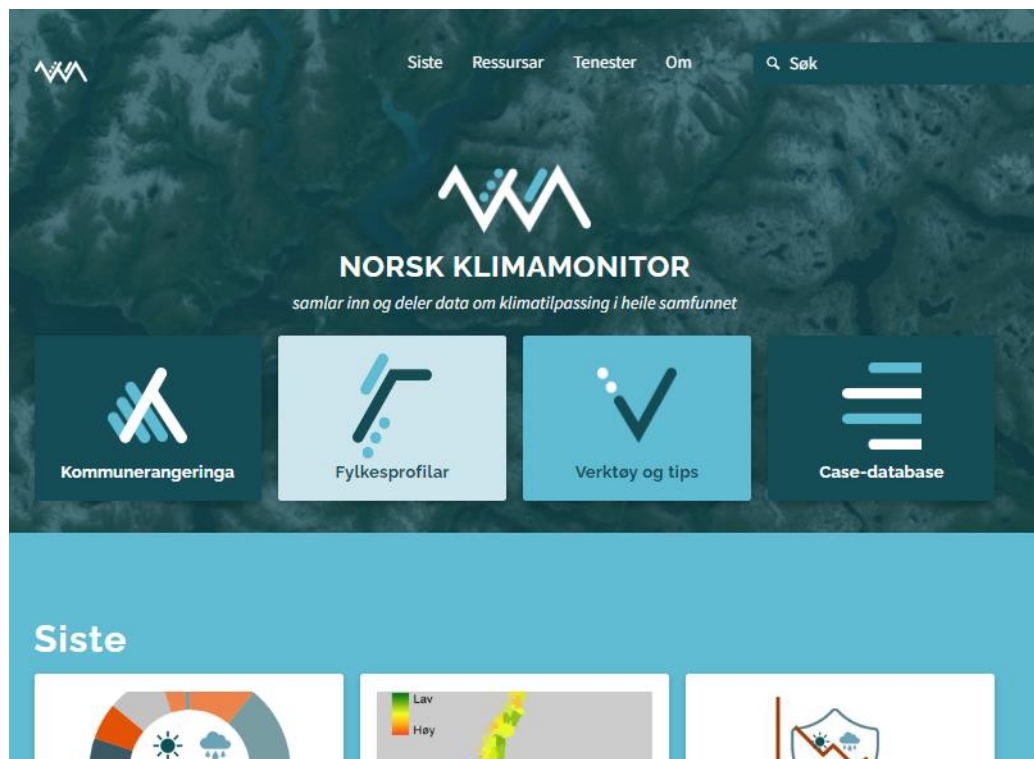 Siste Ressursar Tenester Om Søk
NORSK KLIMAMONITOR
samlar inn og deler data om klimatilpassing i heile samfunnet
Kommunerangeringa Fylkesprofilar Verktøy og tips Case-database
Siste
Lav
Høy